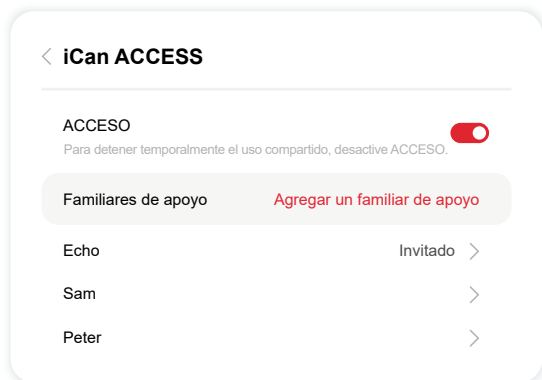 iCan ACCESS
ACCESO
Para detener temporalmente el uso compartido, desactive ACCESO.
Familiares de apoyo Agregar un familiar de apoyo
Echo Invitado
Sam
Peter